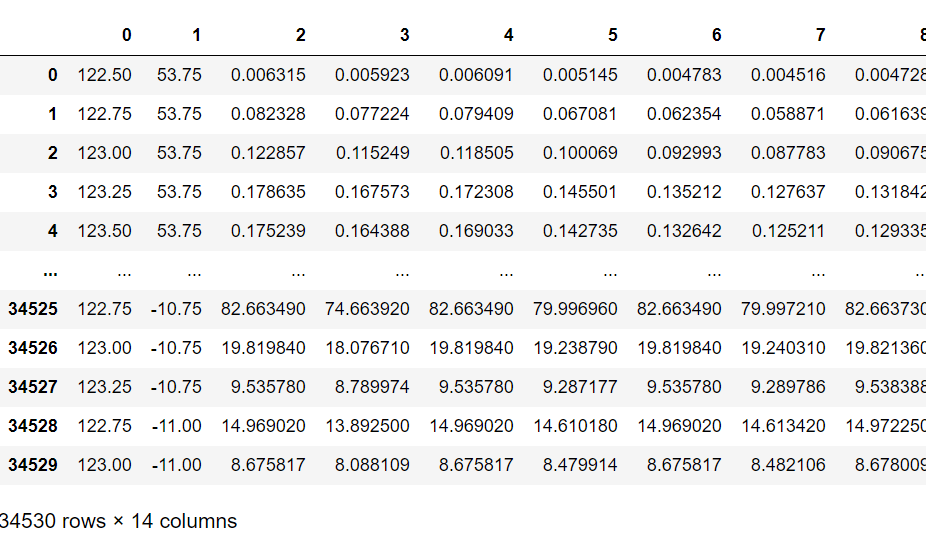 0 1 2 3 4 5 6 7 8
0 122.50 53.75 0.006315 0.005923 0.006091 0.005145 0.004783 0.004516 0.004728
1 122.75 53.75 0.082328 0.077224 0.079409 0.067081 0.062354 0.058871 0.061639
2 123.00 53.75 0.122857 0.115249 0.118505 0.100069 0.092993 0.087783 0.090675
3 123.25 53.75 0.178635 0.167573 0.172308 0.145501 0.135212 0.127637 0.131842
4 123.50 53.75 0.175239 0.164388 0.169033 0.142735 0.132642 0.125211 0.129335
... ... ... ... ... ... ... ... ... ..
34525 122.75 -10.75 82.663490 74.663920 82.663490 79.996960 82.663490 79.997210 82.663730
34526 123.00 -10.75 19.819840 18.076710 19.819840 19.238790 19.819840 19.240310 19.821360
34527 123.25 -10.75 9.535780 8.789974 9.535780 9.287177 9.535780 9.289786 9.538388
34528 122.75 -11.00 14.969020 13.892500 14.969020 14.610180 14.969020 14.613420 14.972250
34529 123.00 -11.00 8.675817 8.088109 8.675817 8.479914 8.675817 8.482106 8.678009
34530 rows × 14 columns